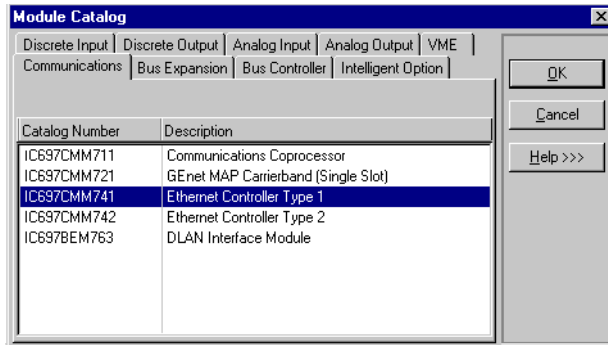 Module Catalog
Discrete Input Discrete Output Analog Input Analog Output VME
Communications Bus Expansion Bus Controller Intelligent Option
OK
Cancel
Help >>>
Catalog Number Description
IC697CMM711 Communications Coprocessor
IC697CMM721 GEnet MAP Carrierband (Single Slot)
IC697CMM741 Ethernet Controller Type 1
IC697CMM742 Ethernet Controller Type 2
IC697BEM763 DLAN Interface Module